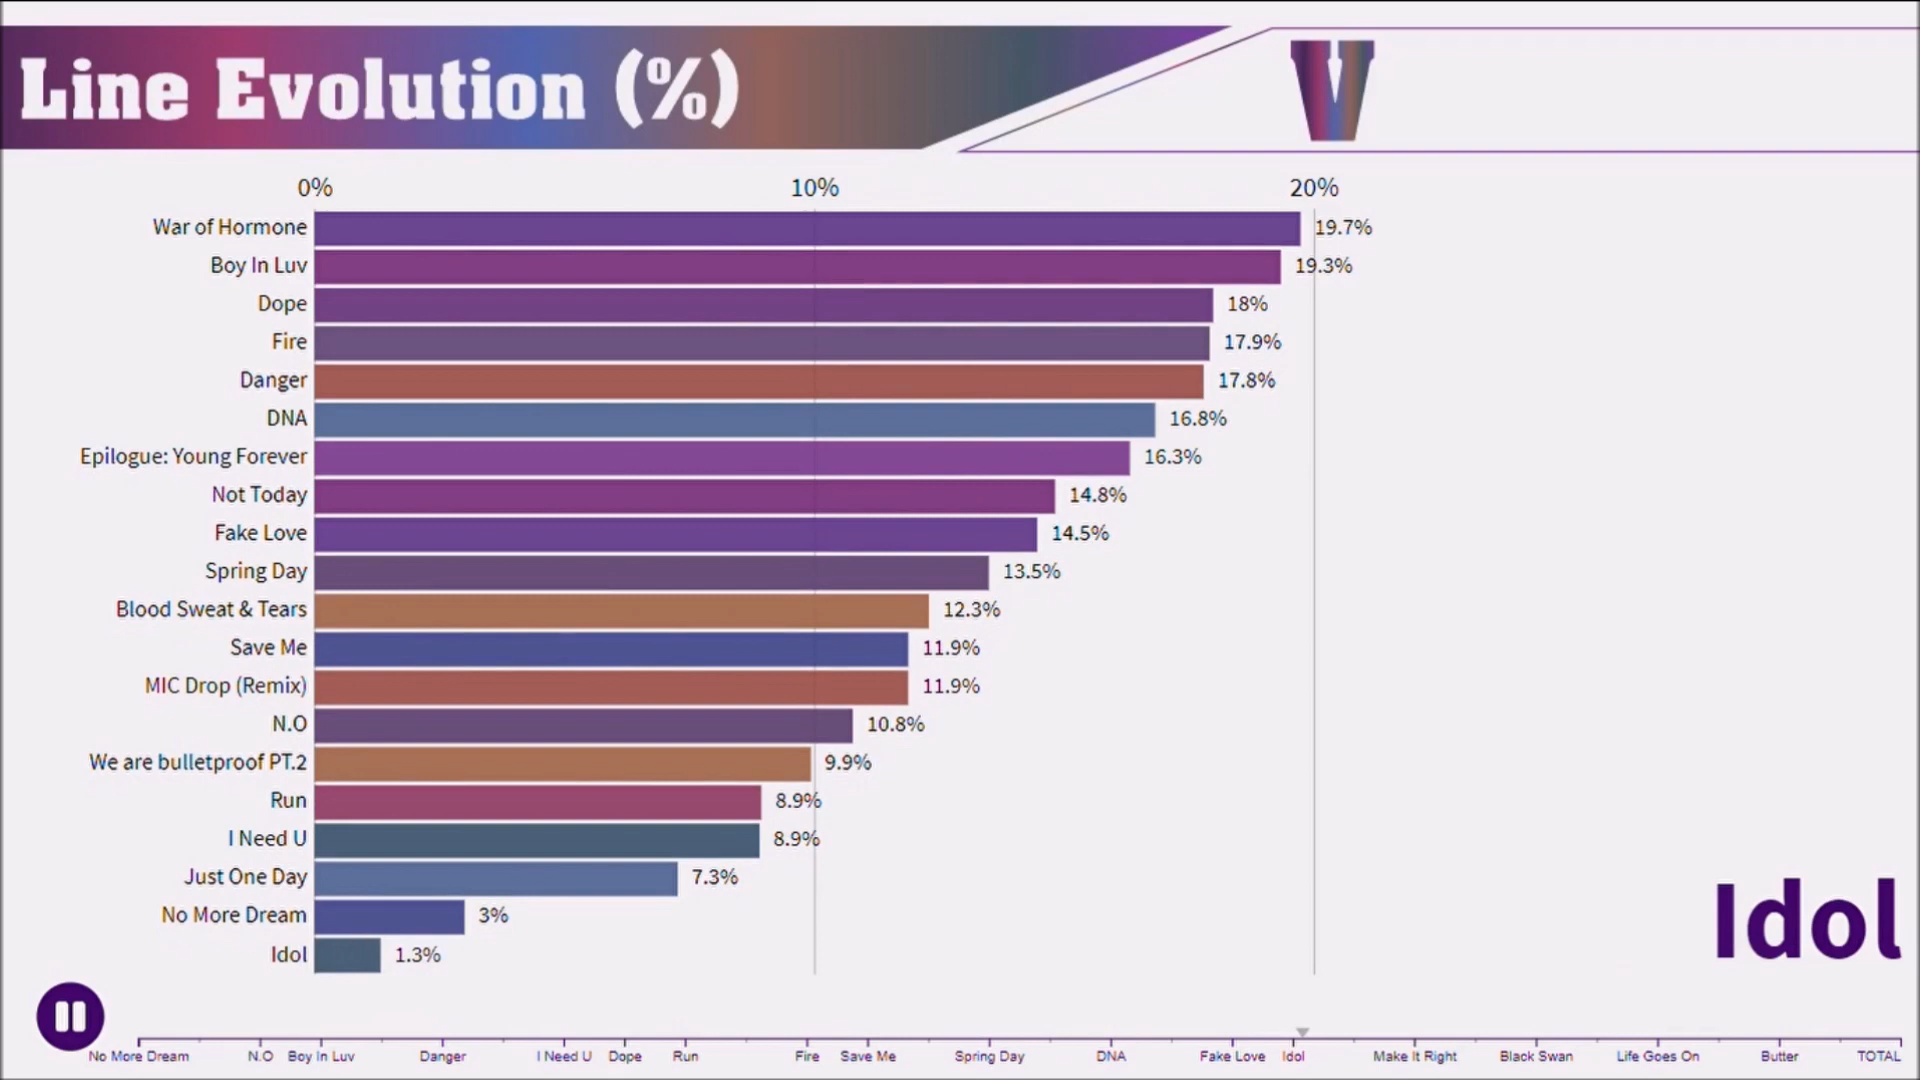 Line Evolution (%)
V
0% 10% 20%
War of Hormone 19.7%
Boy In Luv 19.3%
Dope 18%
Fire 17.9%
Danger 17.8%
DNA 16.8%
Epilogue: Young Forever 16.3%
Not Today 14.8%
Fake Love 14.5%
Spring Day 13.5%
Blood Sweat & Tears 12.3%
Save Me 11.9%
MIC Drop (Remix) 11.9%
N.O 10.8%
We are bulletproof PT.2 9.9%
Run 8.9%
I Need U 8.9%
Just One Day 7.3%
No More Dream 3%
Idol 1.3%
Idol
No More Dream N.O Boy In Luv Danger I Need U Dope Run Fire Save Me Spring Day DNA Fake Love Idol Make It Right Black Swan Life Goes On Butter TOTAL